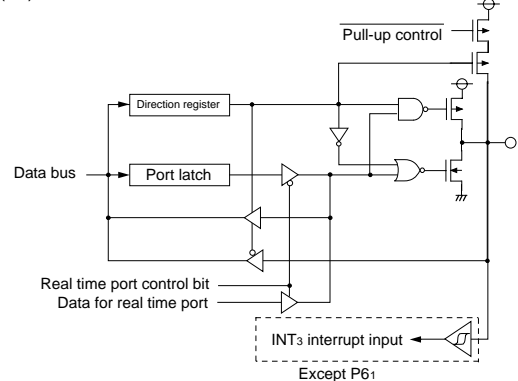 Pull-up control
Direction register
Data bus
Port latch
Real time port control bit
Data for real time port
INT3 interrupt input
Except P61